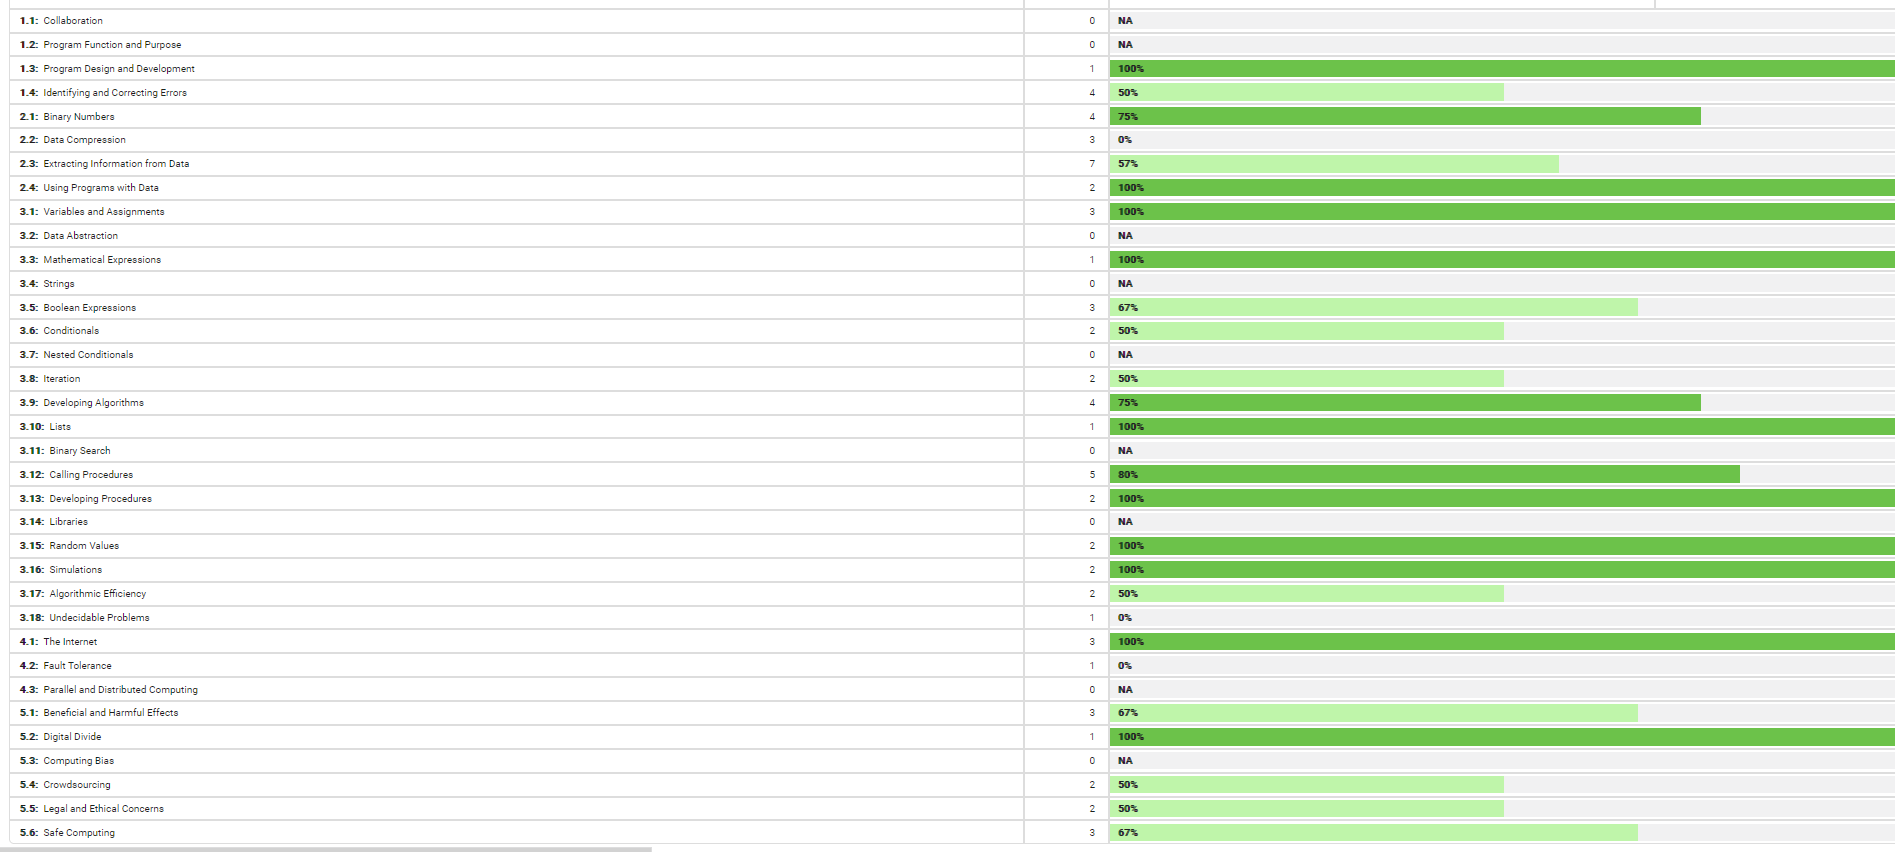 1.1: Collaboration 0 NA
1.2: Program Function and Purpose 0 NA
1.3: Program Design and Development 1 100%
1.4: Identifying and Correcting Errors 4 50%
2.1: Binary Numbers 4 75%
2.2: Data Compression 3 0%
2.3: Extracting Information from Data 7 57%
2.4: Using Programs with Data 2 100%
3.1: Variables and Assignments 3 100%
3.2: Data Abstraction 0 NA
3.3: Mathematical Expressions 1 100%
3.4: Strings 0 NA
3.5: Boolean Expressions 3 67%
3.6: Conditionals 2 50%
3.7: Nested Conditionals 0 NA
3.8: Iteration 2 50%
3.9: Developing Algorithms 4 75%
3.10: Lists 1 100%
3.11: Binary Search 0 NA
3.12: Calling Procedures 5 80%
3.13: Developing Procedures 2 100%
3.14: Libraries 0 NA
3.15: Random Values 2 100%
3.16: Simulations 2 100%
3.17: Algorithmic Efficiency 2 50%
3.18: Undecidable Problems 1 0%
4.1: The Internet 3 100%
4.2: Fault Tolerance 1 0%
4.3: Parallel and Distributed Computing 0 NA
5.1: Beneficial and Harmful Effects 3 67%
5.2: Digital Divide 1 100%
5.3: Computing Bias 0 NA
5.4: Crowdsourcing 2 50%
5.5: Legal and Ethical Concerns 2 50%
5.6: Safe Computing 3 67%